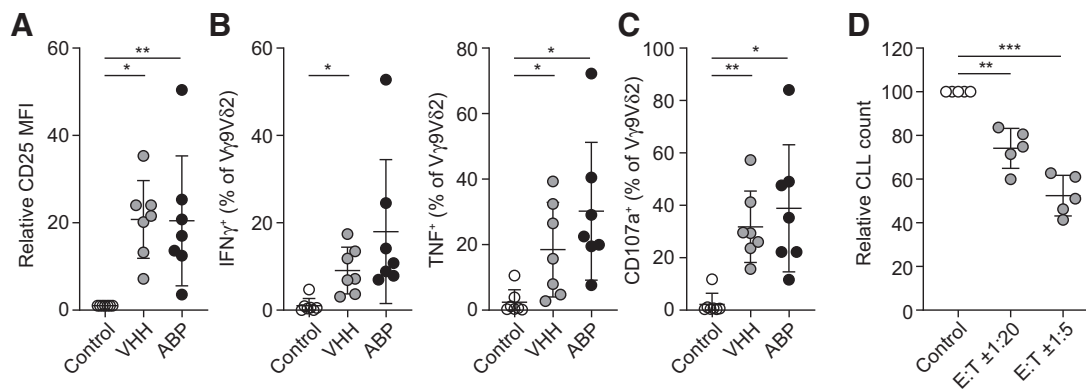 A
Relative CD25 MFI
60
40
20
0
**
*
Control
VHH
ABP
B
IFNγ⁺ (% of Vγ9Vδ2)
60
40
20
0
*
Control
VHH
ABP
TNF⁺ (% of Vγ9Vδ2)
80
60
40
20
0
*
*
Control
VHH
ABP
C
CD107a⁺ (% of Vγ9Vδ2)
100
80
60
40
20
0
*
**
Control
VHH
ABP
D
Relative CLL count
120
100
80
60
40
20
0
***
**
Control
E:T ±1:20
E:T ±1:5